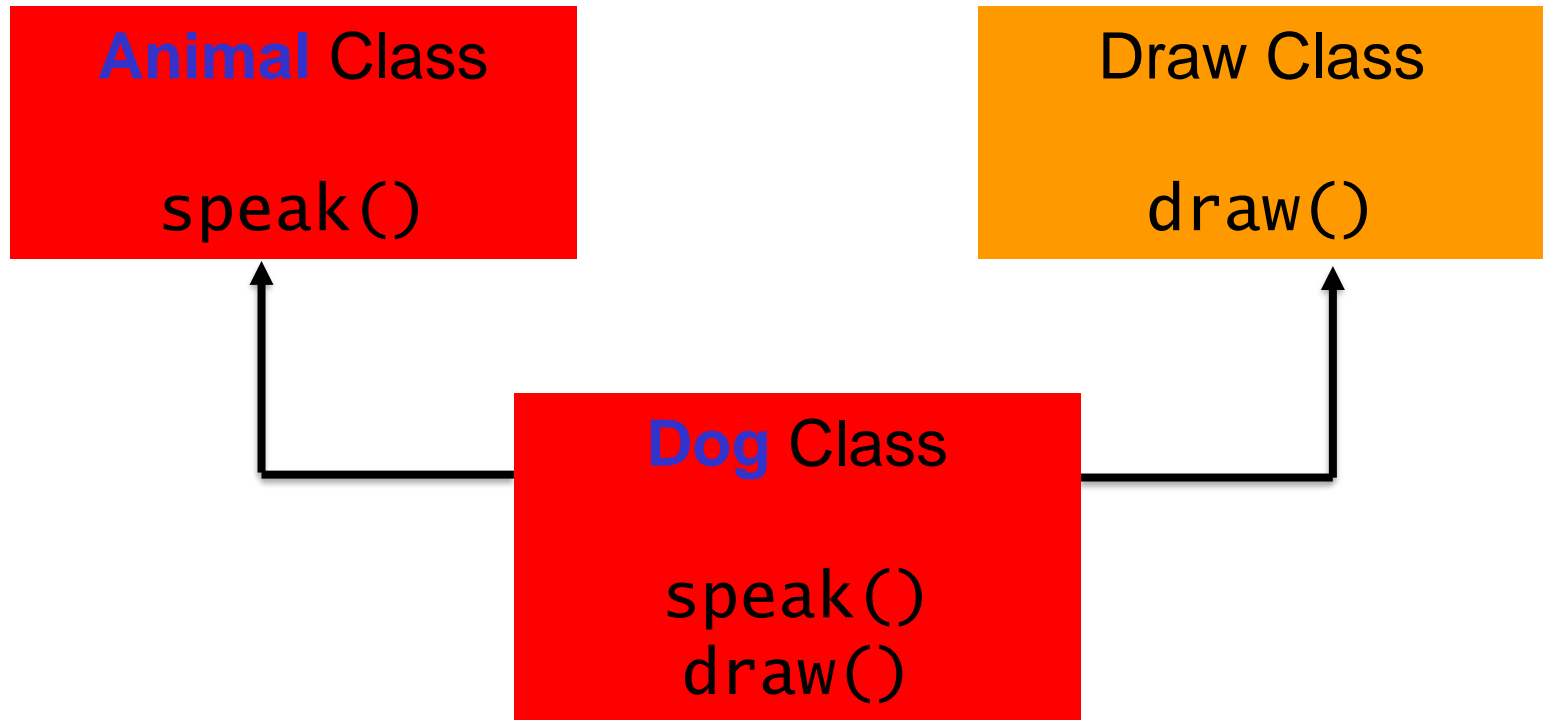 Animal Class
speak()
Draw Class
draw()
Dog Class
speak()
draw()